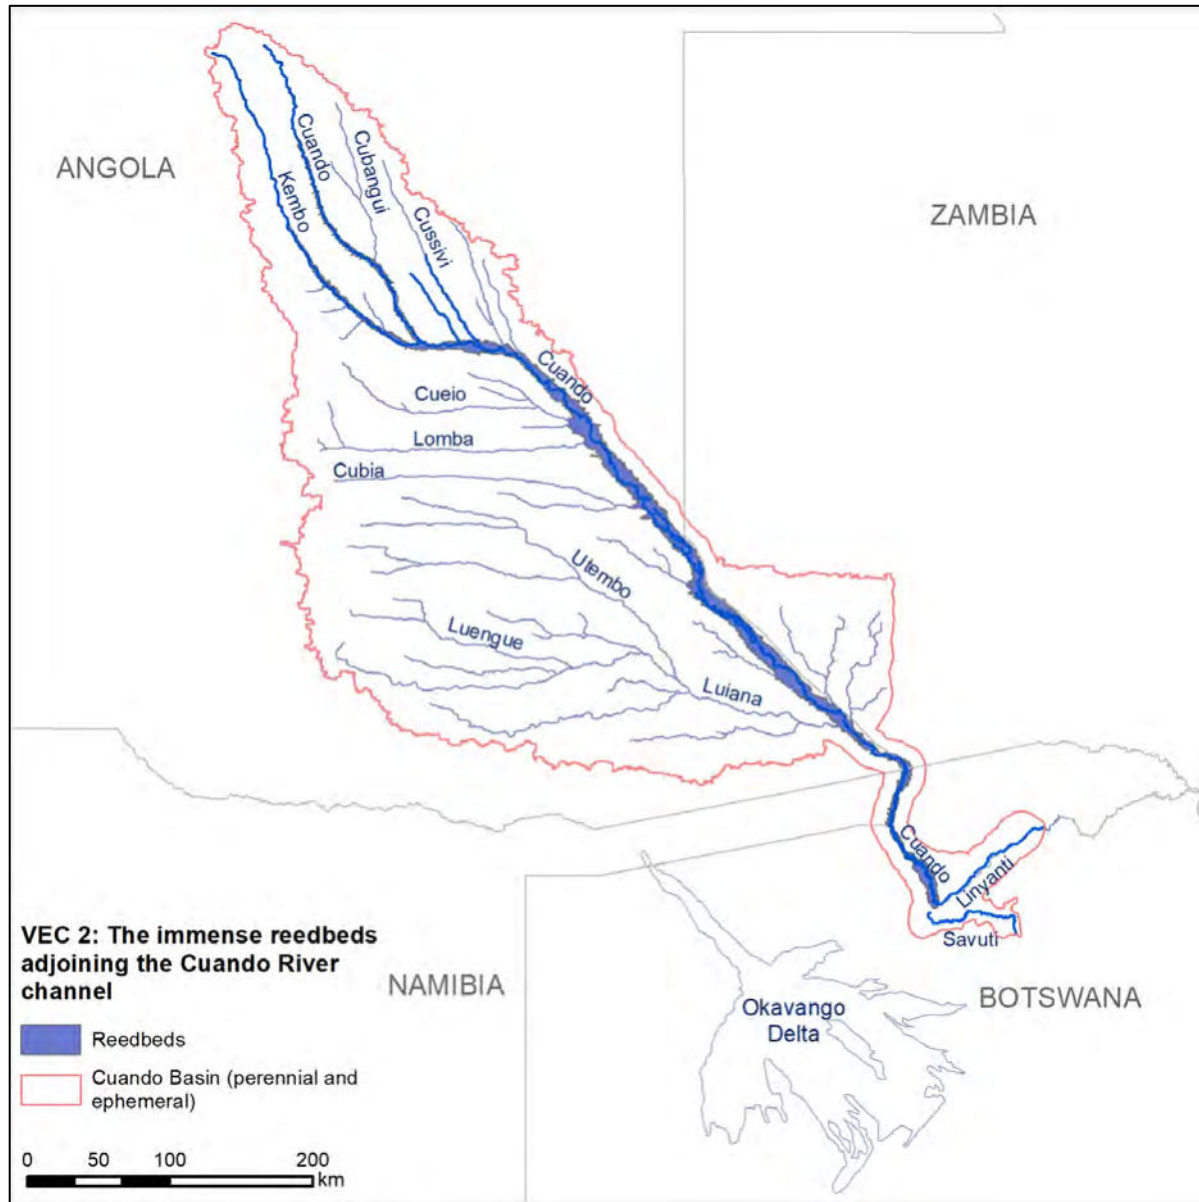 ANGOLA
ZAMBIA
Cuando
Cubangui
Kembo
Cussivi
Cuando
Cueio
Lomba
Cubia
Utembo
Luengue
Luiana
Cuando
Linyanti
Savuti
NAMIBIA
BOTSWANA
Okavango
Delta
VEC 2: The immense reedbeds
adjoining the Cuando River
channel
Reedbeds
Cuando Basin (perennial and
ephemeral)
0 50 100 200
km